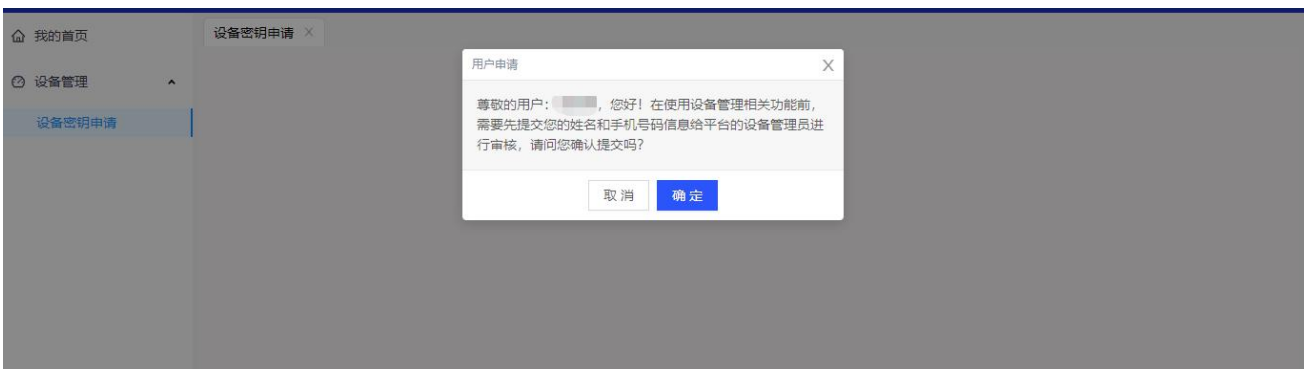 我的首页
设备密钥申请 ×
设备管理
设备密钥申请
用户申请 X
尊敬的用户： ，您好！在使用设备管理相关功能前，
需要先提交您的姓名和手机号码信息给平台的设备管理员进
行审核，请问您确认提交吗？
取消 确定